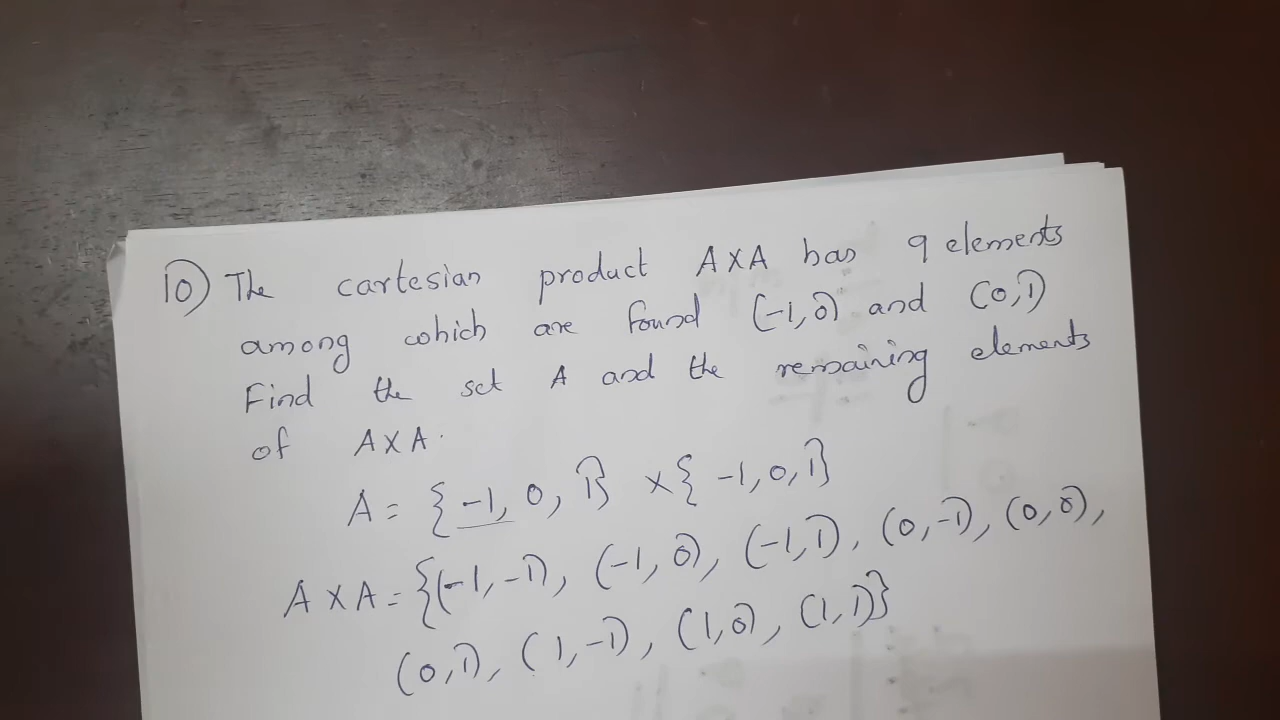 10) The cartesian product A X A has 9 elements
among which are found (-1, 0) and (0, 1)
Find the set A and the remaining elements
of A X A.
A = { -1, 0, 1} x { -1, 0, 1}
A X A = {(-1, -1), (-1, 0), (-1, 1), (0, -1), (0, 0),
(0, 1), (1, -1), (1, 0), (1, 1)}